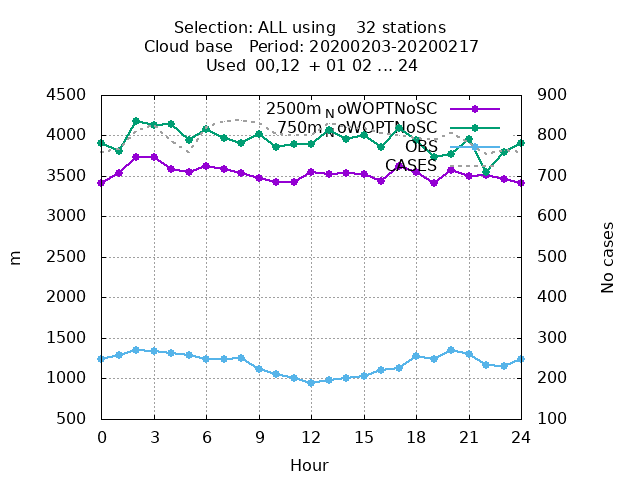 Selection: ALL using 32 stations
Cloud base Period: 20200203-20200217
Used 00,12 + 01 02 ... 24
4500 900
2500m NoWOPTNoSC
4000 800
750m NoWOPTNoSC
OBS
CASES
3500 700
3000 600
2500 500
m
No cases
2000 400
1500 300
1000 200
500 100
0 3 6 9 12 15 18 21 24
Hour